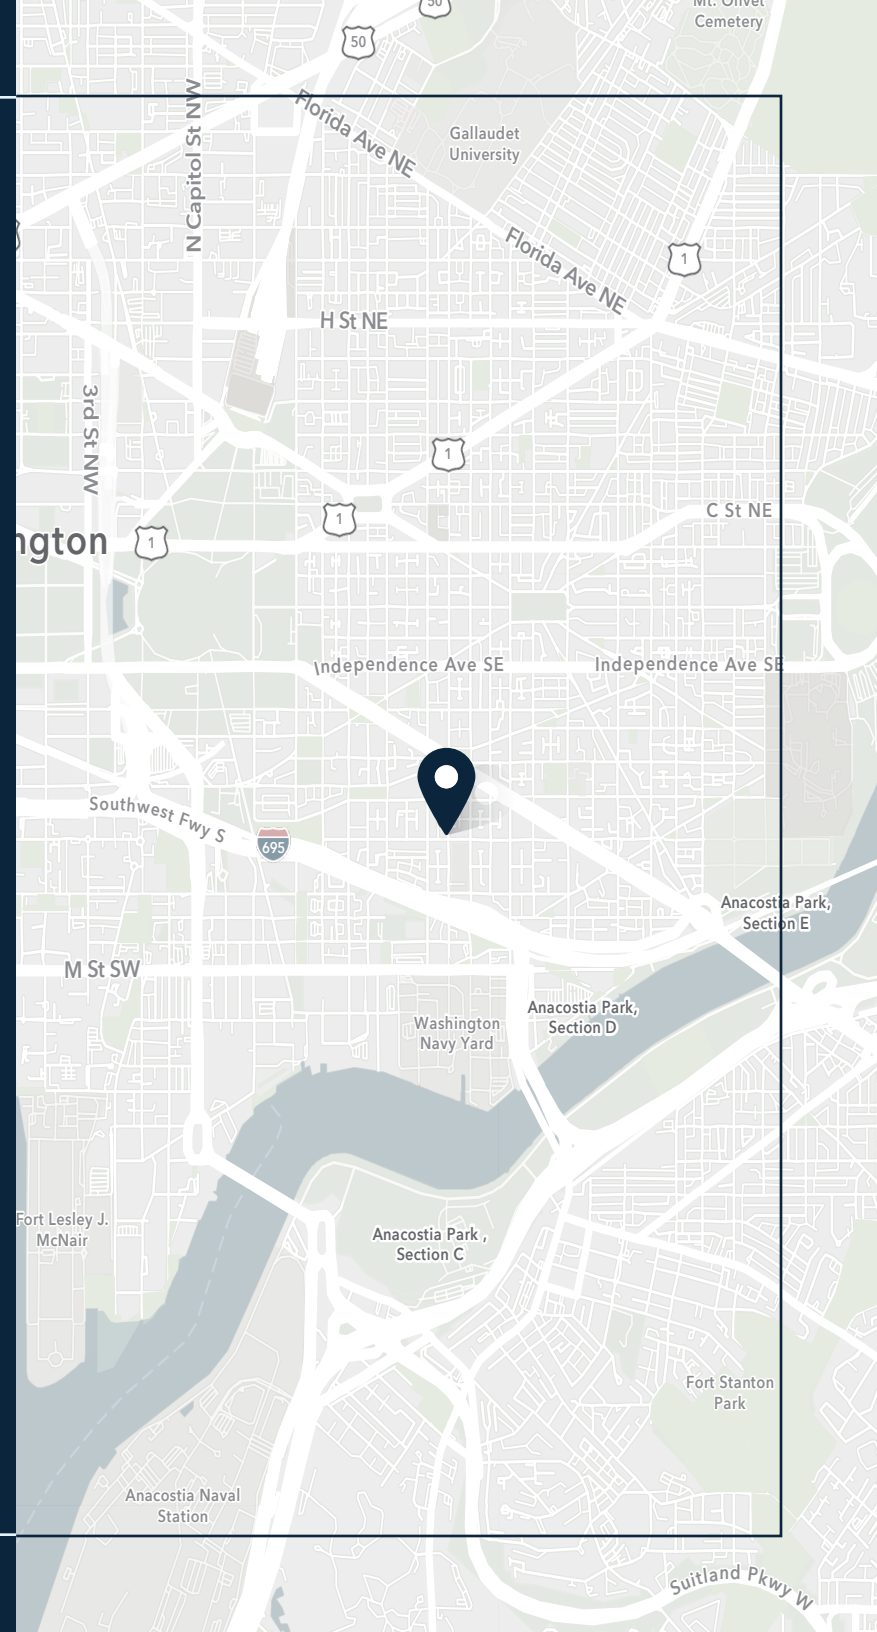 50
50
Mt. Olivet
Cemetery
N Capitol St NW
Florida Ave NE
Gallaudet
University
Florida Ave NE
1
H St NE
3rd St NW
1
1
C St NE
ngton
1
Independence Ave SE
Independence Ave SE
Southwest Fwy S
695
Anacostia Park,
Section E
M St SW
Anacostia Park,
Section D
Washington
Navy Yard
Fort Lesley J.
McNair
Anacostia Park ,
Section C
Fort Stanton
Park
Anacostia Naval
Station
Suitland Pkwy W